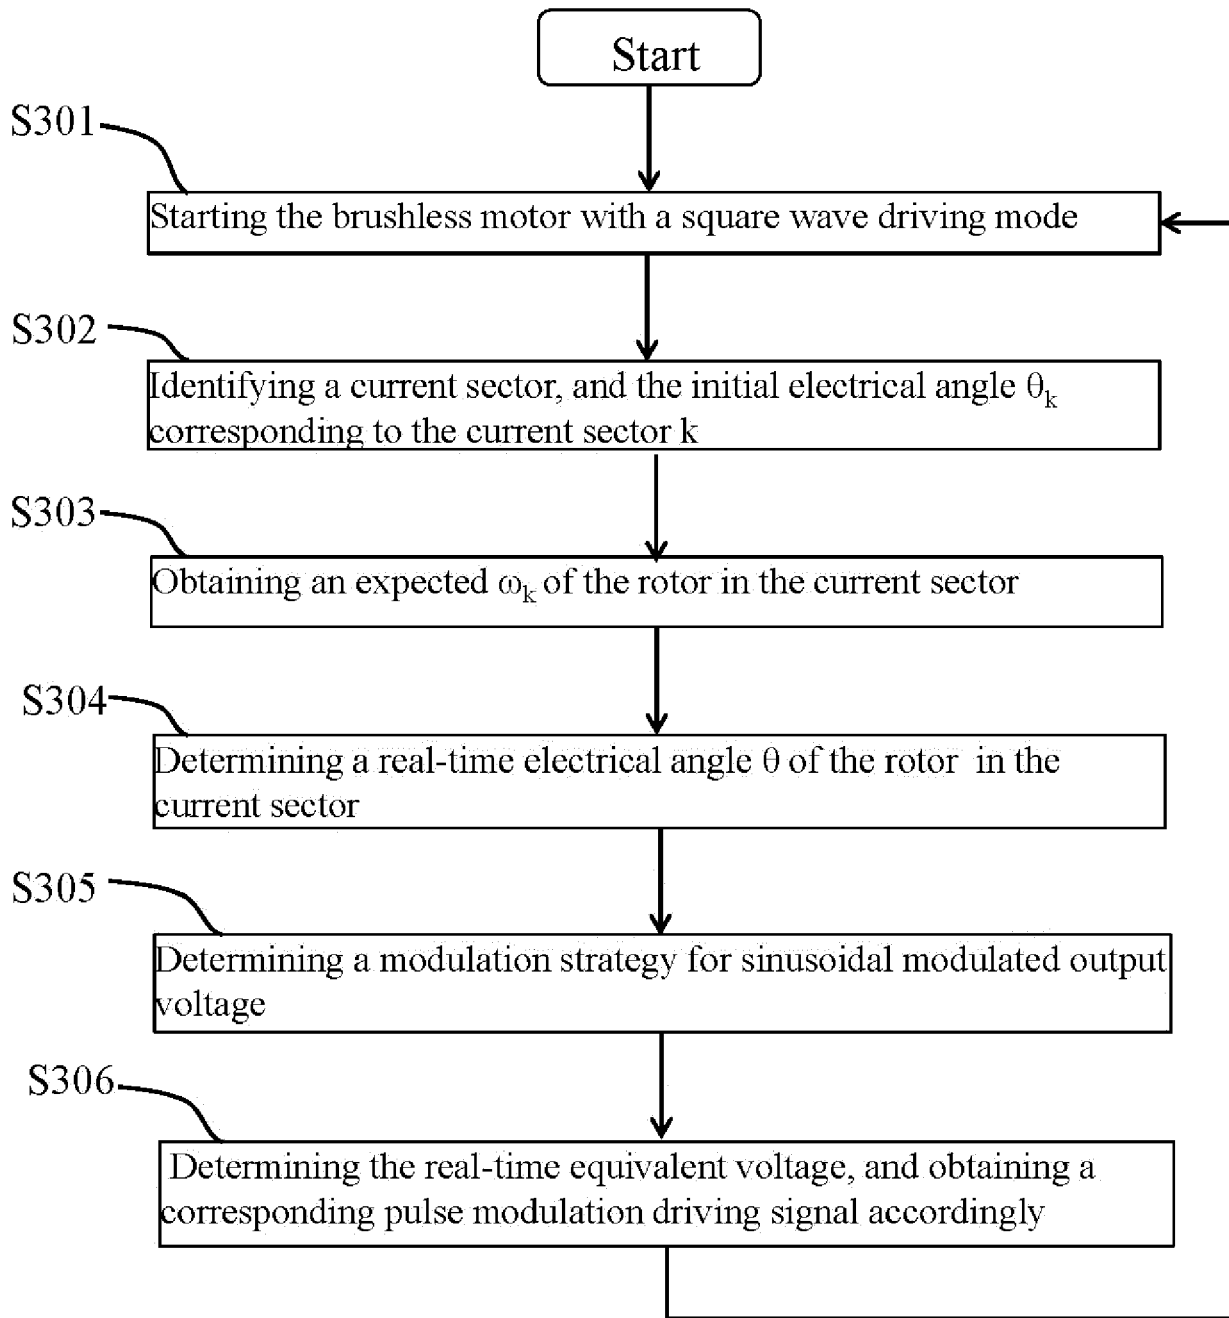 Start
S301
Starting the brushless motor with a square wave driving mode
S302
Identifying a current sector, and the initial electrical angle θk
corresponding to the current sector k
S303
Obtaining an expected ωk of the rotor in the current sector
S304
Determining a real-time electrical angle θ of the rotor in the
current sector
S305
Determining a modulation strategy for sinusoidal modulated output
voltage
S306
Determining the real-time equivalent voltage, and obtaining a
corresponding pulse modulation driving signal accordingly